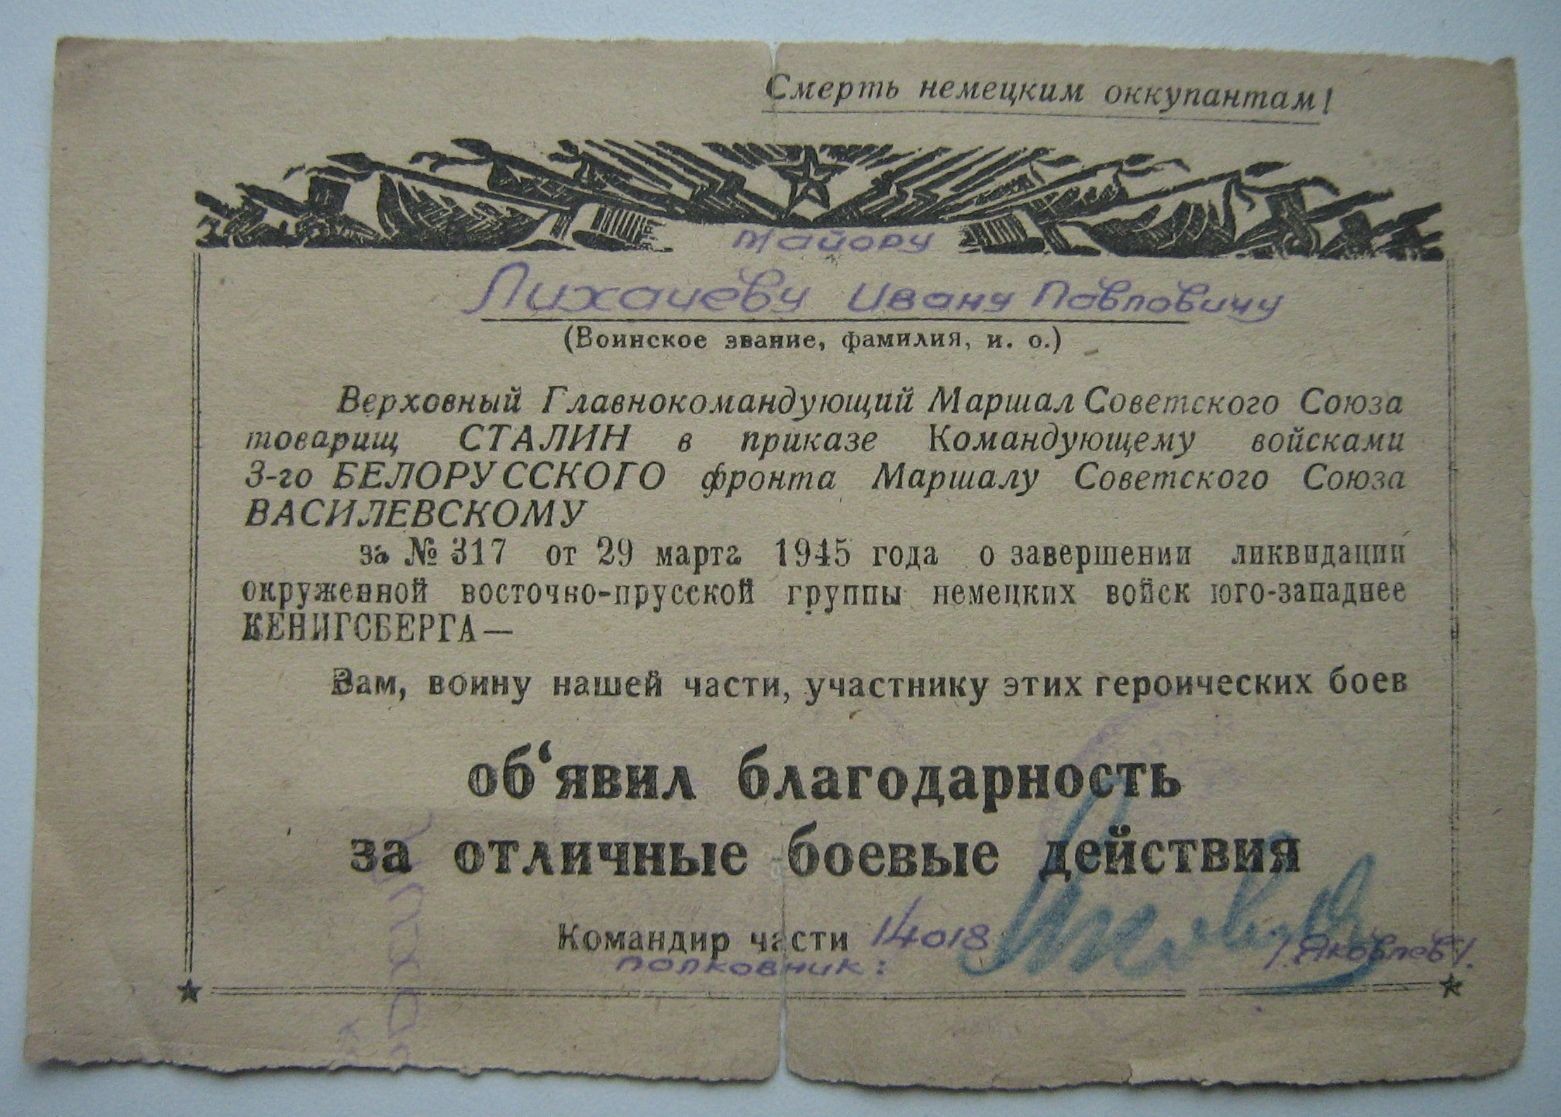 Смерть немецким оккупантам!
Майору
Лихачеву Ивану Павловичу
(Воинское звание, фамилия, и. о.)
Верховный Главнокомандующий Маршал Советского Союза
товарищ СТАЛИН в приказе Командующему войсками
3-го БЕЛОРУССКОГО фронта Маршалу Советского Союза
ВАСИЛЕВСКОМУ
за № 317 от 29 марта 1945 года о завершении ликвидации
окруженной восточно-прусской группы немецких войск юго-западнее
КЕНИГСБЕРГА—
Вам, воину нашей части, участнику этих героических боев
об‘явил благодарность
за отличные боевые действия
Командир части 14018
полковник: /Яковлев/.